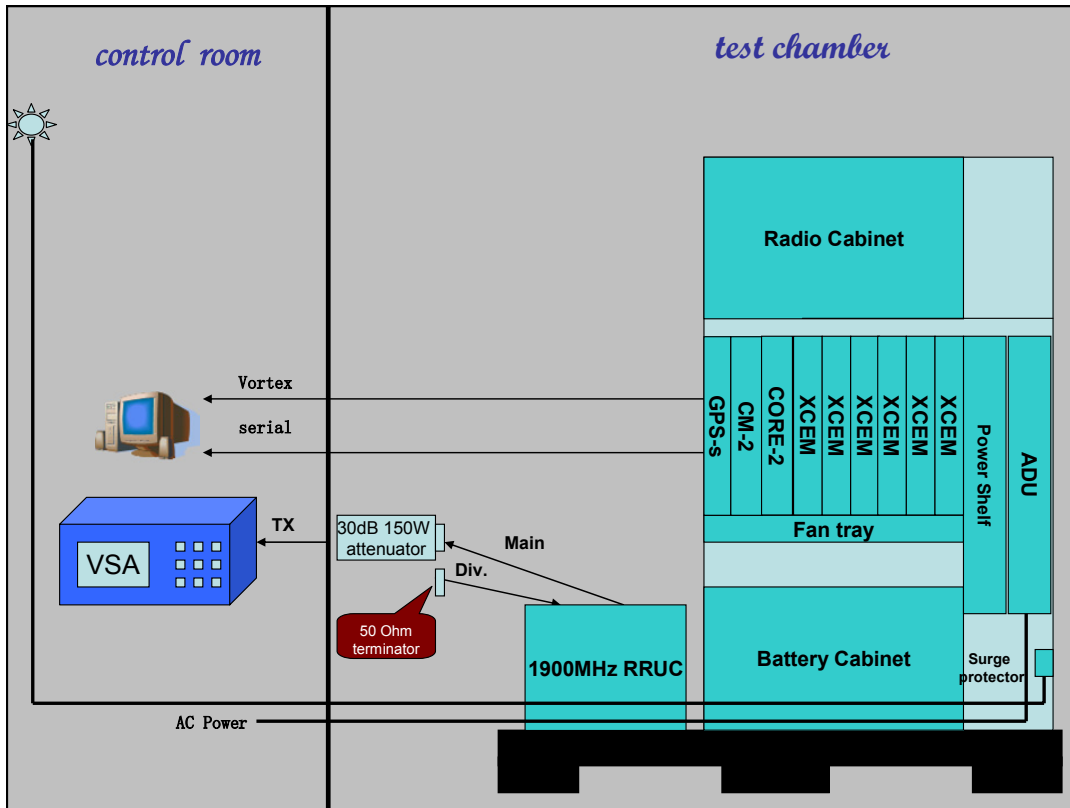 control room
test chamber
Radio Cabinet
Vortex
serial
GPS-s
CM-2
CORE-2
XCEM
XCEM
XCEM
XCEM
XCEM
XCEM
Power Shelf
ADU
Fan tray
TX
30dB 150W
attenuator
Main
Div.
VSA
50 Ohm
terminator
1900MHz RRUC
Battery Cabinet
Surge
protector
AC Power